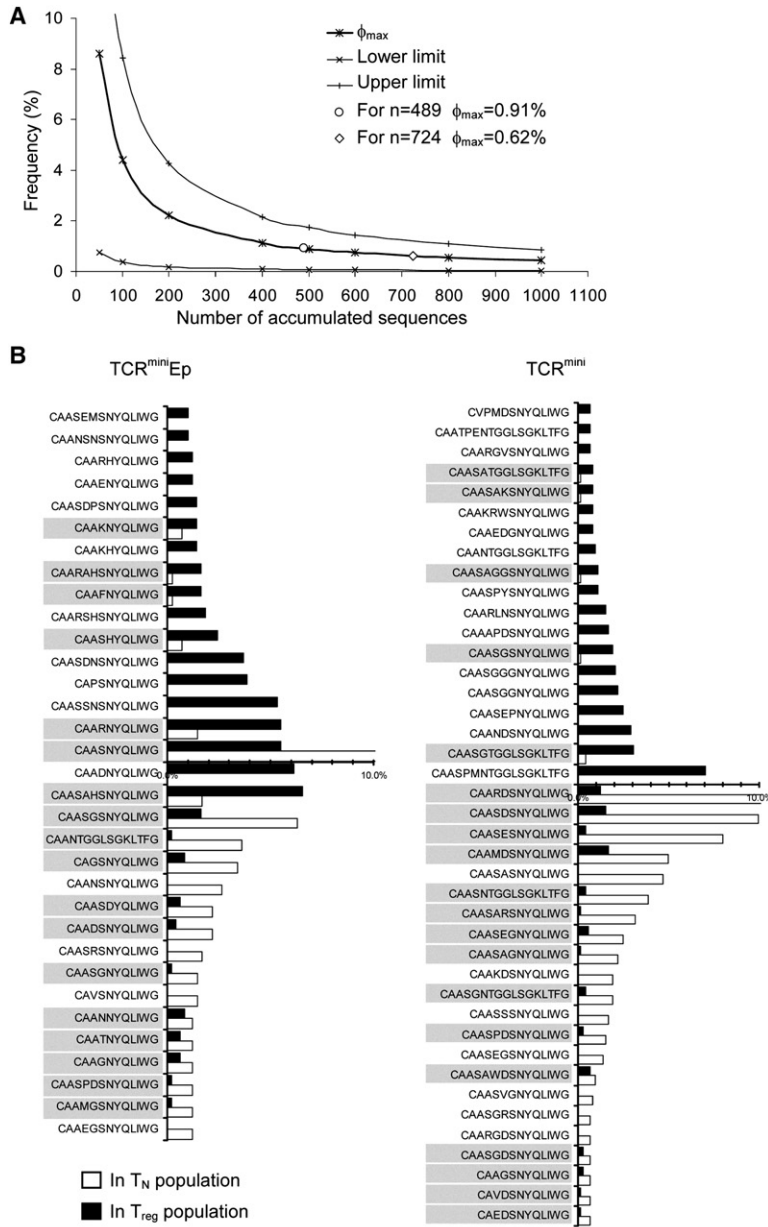 A
10
8
6
4
2
0
Frequency (%)
ϕmax
Lower limit
Upper limit
For n=489 ϕmax=0.91%
For n=724 ϕmax=0.62%
0 100 200 300 400 500 600 700 800 900 1000 1100
Number of accumulated sequences
B
TCRminiEp
CAASEMSNYQLIWG
CAANSNSNYQLIWG
CAARHYQLIWG
CAAENYQLIWG
CAASDPSNYQLIWG
CAAKNYQLIWG
CAAKHYQLIWG
CAARAHSNYQLIWG
CAAFNYQLIWG
CAARSHSNYQLIWG
CAASHYQLIWG
CAASDNSNYQLIWG
CAPSNYQLIWG
CAASSNSNYQLIWG
CAARNYQLIWG
CAASNYQLIWG
CAADNYQLIWG
0.0% 10.0%
CAASAHSNYQLIWG
CAASGSNYQLIWG
CAANTGGLSGKLTFG
CAGSNYQLIWG
CAANSNYQLIWG
CAASDYQLIWG
CAADSNYQLIWG
CAASRSNYQLIWG
CAASGNYQLIWG
CAVSNYQLIWG
CAANNYQLIWG
CAATNYQLIWG
CAAGNYQLIWG
CAASPDSNYQLIWG
CAAMGSNYQLIWG
CAAEGSNYQLIWG
In TN population
In Treg population
TCRmini
CVPMDSNYQLIWG
CAATPENTGGLSGKLTFG
CAARGVSNYQLIWG
CAASATGGLSGKLTFG
CAASAKSNYQLIWG
CAAKRWSNYQLIWG
CAAEDGNYQLIWG
CAANTGGLSGKLTFG
CAASAGGSNYQLIWG
CAASPYSNYQLIWG
CAARLNSNYQLIWG
CAAAPDSNYQLIWG
CAASGSNYQLIWG
CAASGGGNYQLIWG
CAASGGNYQLIWG
CAASEPNYQLIWG
CAANDSNYQLIWG
CAASGTGGLSGKLTFG
CAASPMNTGGLSGKLTFG
CAARDSNYQLIWG
0.0% 10.0%
CAASDSNYQLIWG
CAASESNYQLIWG
CAAMDSNYQLIWG
CAASASNYQLIWG
CAASNTGGLSGKLTFG
CAASARSNYQLIWG
CAASEGNYQLIWG
CAASAGNYQLIWG
CAAKDSNYQLIWG
CAASGNTGGLSGKLTFG
CAASSSNYQLIWG
CAASPDSNYQLIWG
CAASEGSNYQLIWG
CAASAWDSNYQLIWG
CAASVGNYQLIWG
CAASGRSNYQLIWG
CAARGDSNYQLIWG
CAASGDSNYQLIWG
CAAGSNYQLIWG
CAVDSNYQLIWG
CAEDSNYQLIWG